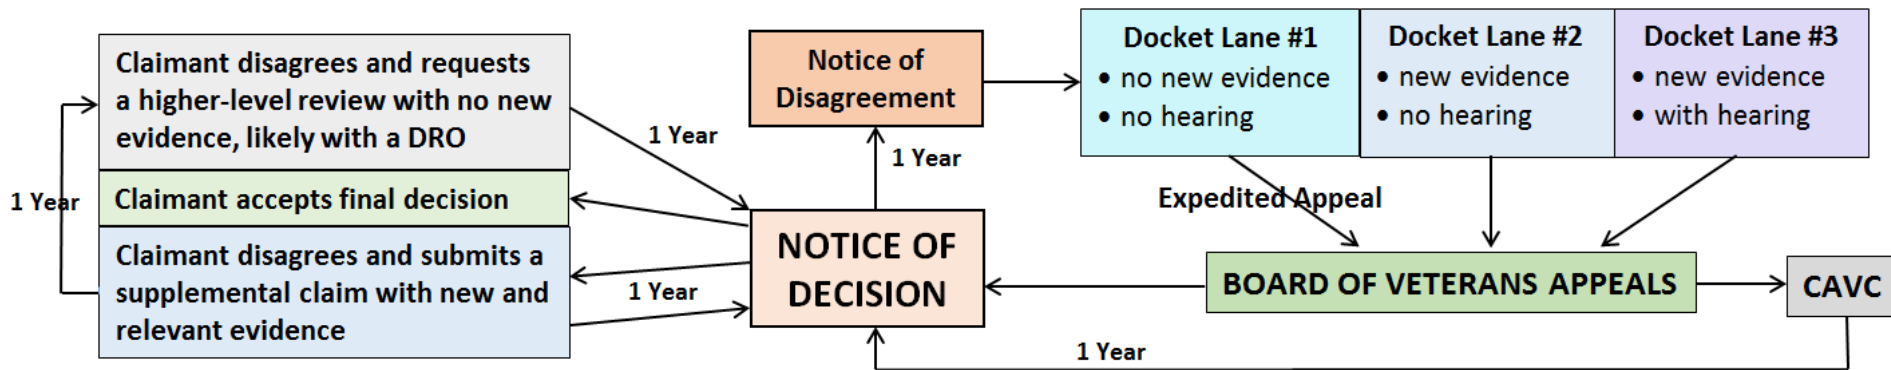 Claimant disagrees and requests
a higher-level review with no new
evidence, likely with a DRO
Claimant accepts final decision
Claimant disagrees and submits a
supplemental claim with new and
relevant evidence
1 Year
1 Year
1 Year
Notice of
Disagreement
1 Year
NOTICE OF
DECISION
Docket Lane #1
• no new evidence
• no hearing
Docket Lane #2
• new evidence
• no hearing
Docket Lane #3
• new evidence
• with hearing
Expedited Appeal
BOARD OF VETERANS APPEALS
CAVC
1 Year